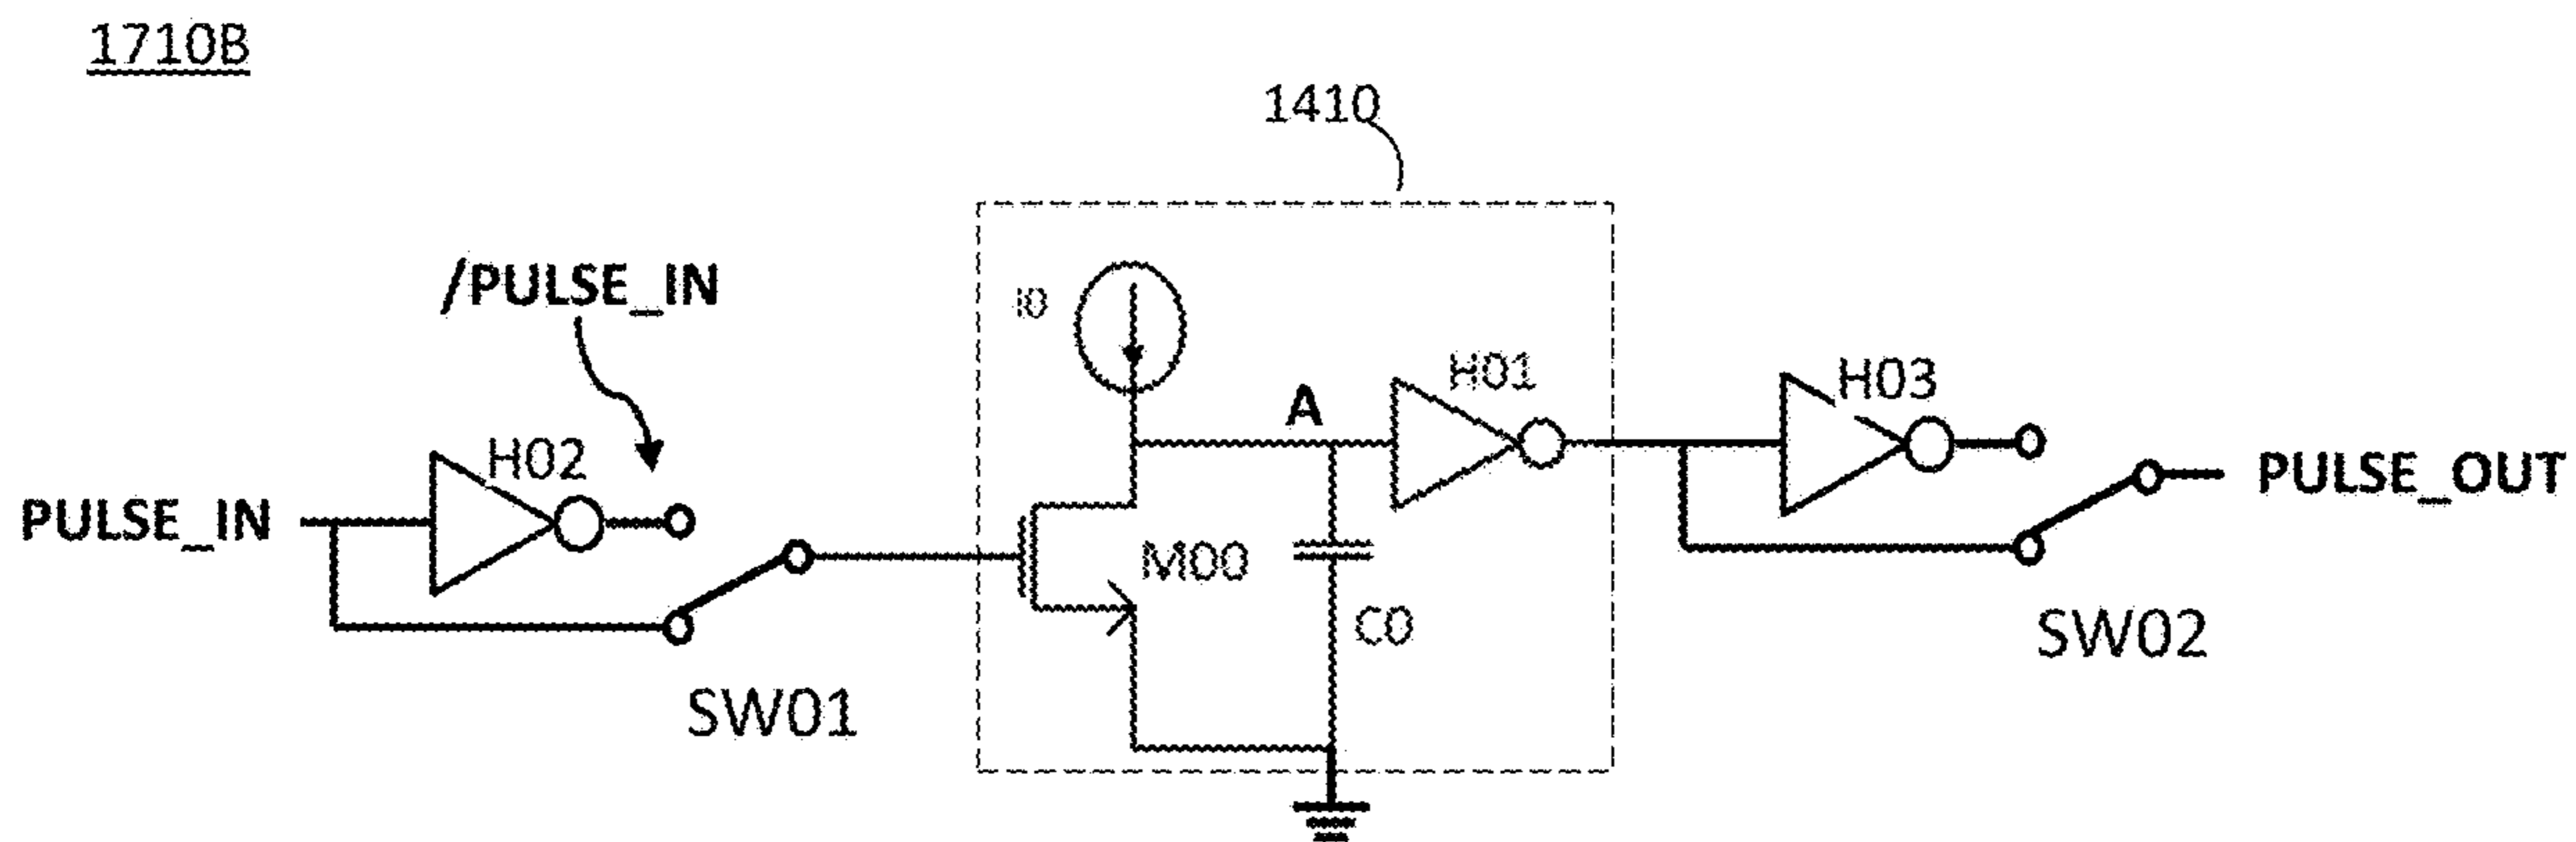 1710B
1410
/PULSE_IN
I0
A
H01
H03
H02
PULSE_IN
PULSE_OUT
M00
C0
SW01
SW02